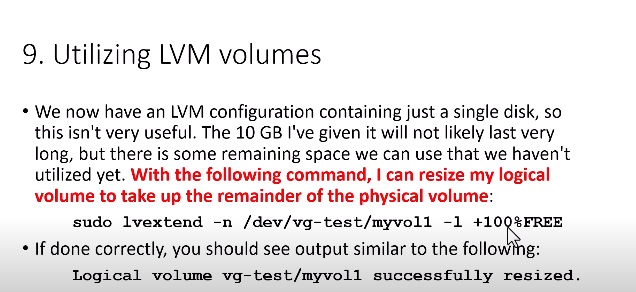 9. Utilizing LVM volumes
• We now have an LVM configuration containing just a single disk, so
this isn't very useful. The 10 GB I've given it will not likely last very
long, but there is some remaining space we can use that we haven't
utilized yet. With the following command, I can resize my logical
volume to take up the remainder of the physical volume:
sudo lvextend -n /dev/vg-test/myvol1 -l +100%FREE
• If done correctly, you should see output similar to the following:
Logical volume vg-test/myvol1 successfully resized.